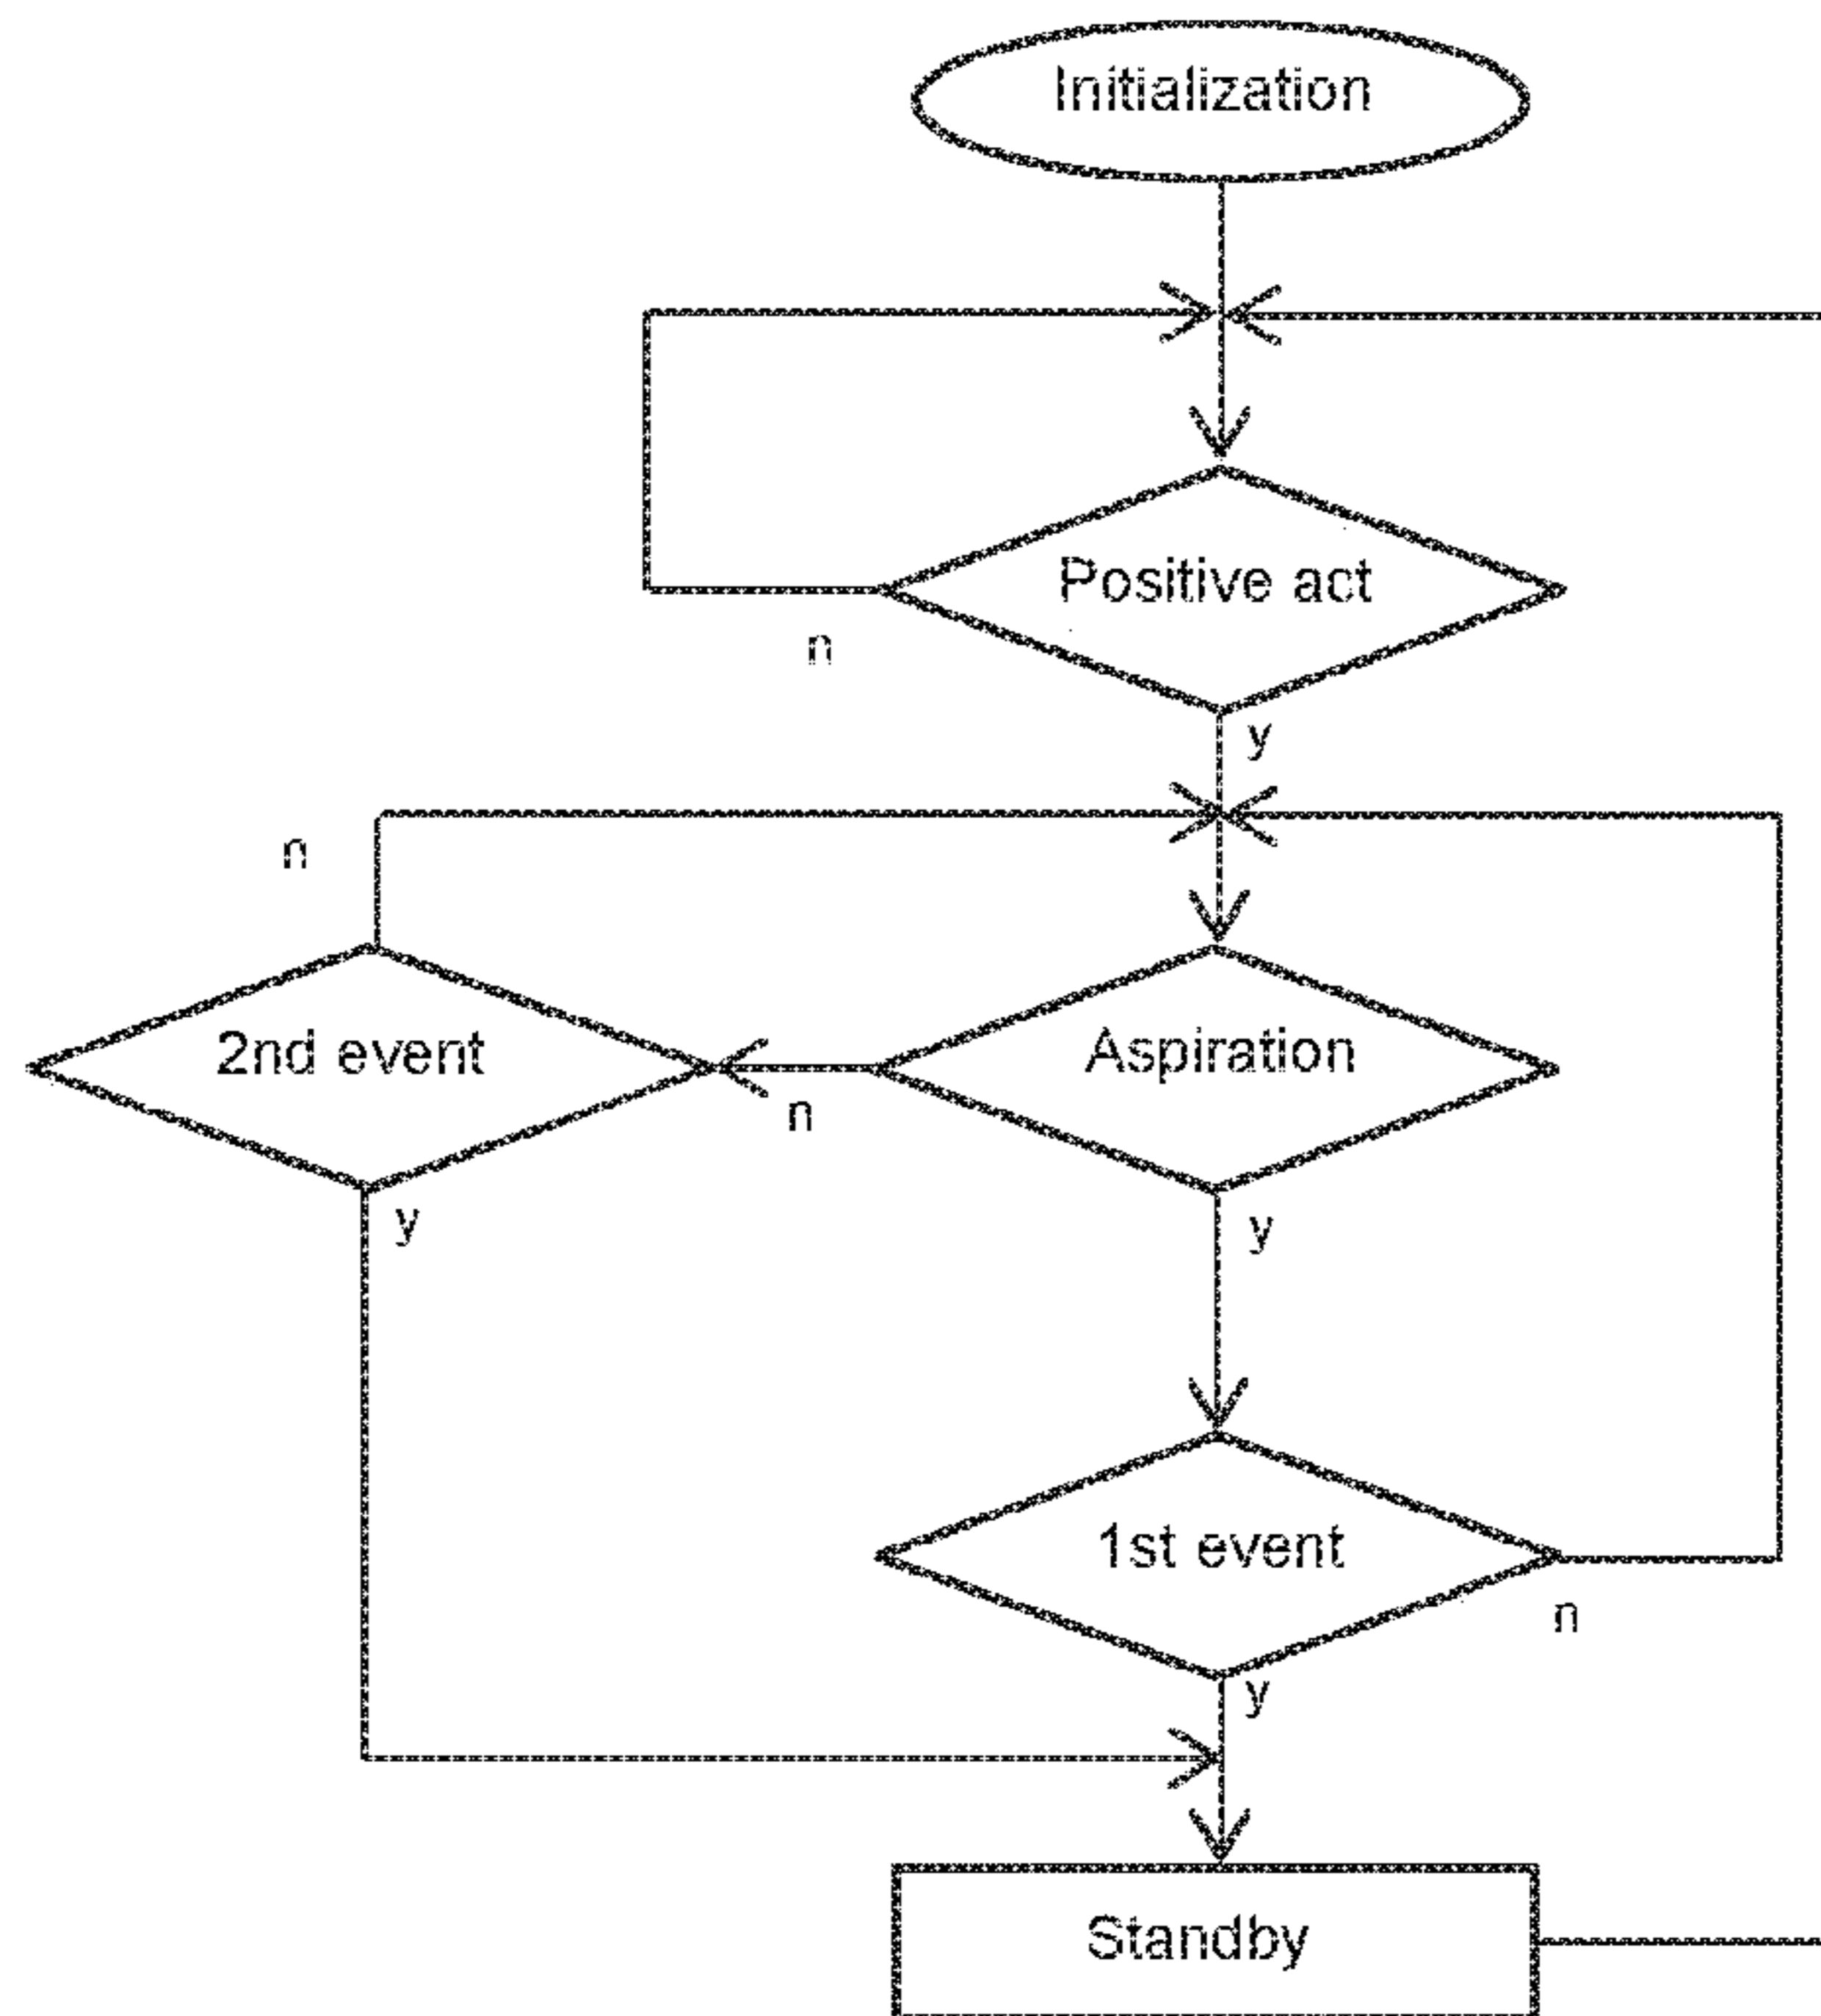 Initialization
Positive act
n
y
n
2nd event
Aspiration
n
y
y
1st event
n
y
Standby